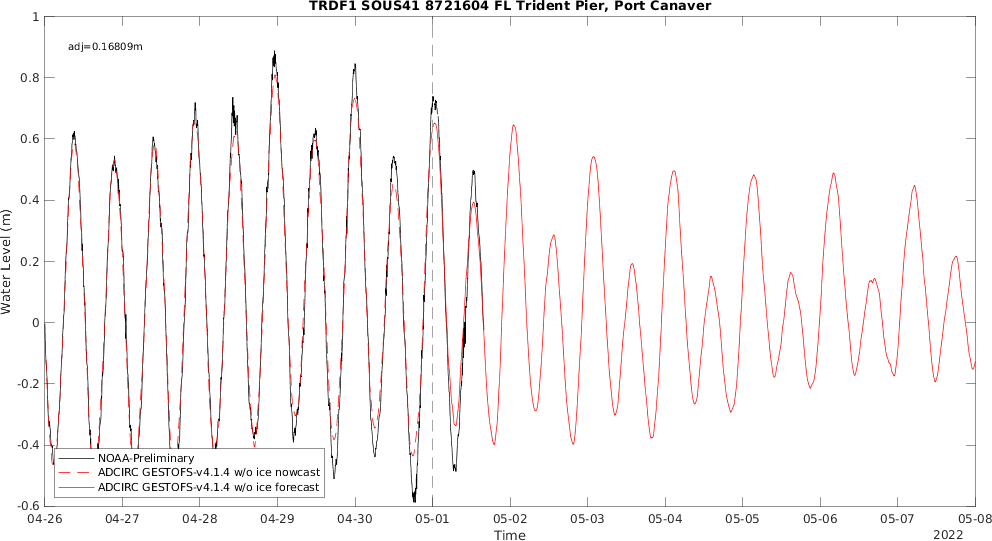 TRDF1 SOUS41 8721604 FL Trident Pier, Port Canaver
adj=0.16809m
Water Level (m)
1
0.8
0.6
0.4
0.2
0
-0.2
-0.4
-0.6
NOAA-Preliminary
ADCIRC GESTOFS-v4.1.4 w/o ice nowcast
ADCIRC GESTOFS-v4.1.4 w/o ice forecast
04-26 04-27 04-28 04-29 04-30 05-01 05-02 05-03 05-04 05-05 05-06 05-07 05-08
Time
2022